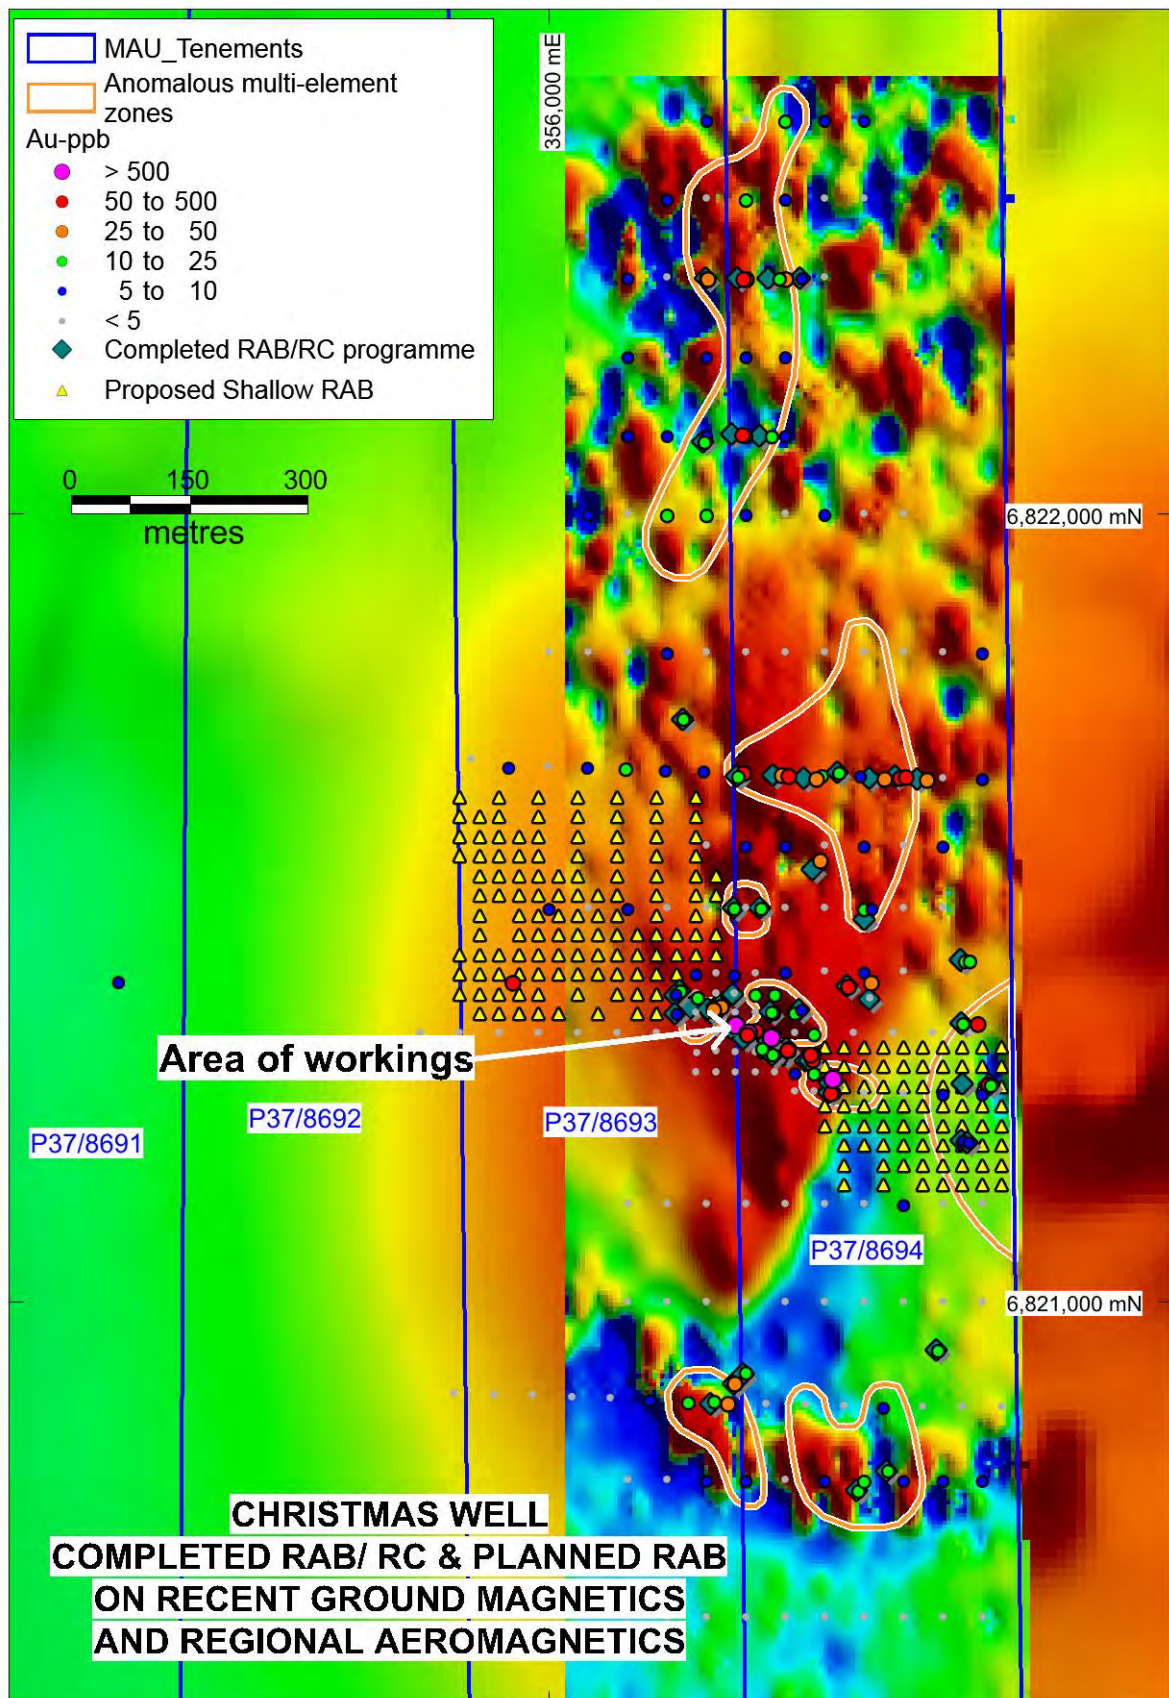 MAU_Tenements
Anomalous multi-element
zones
Au-ppb
> 500
50 to 500
25 to 50
10 to 25
5 to 10
< 5
Completed RAB/RC programme
Proposed Shallow RAB
356,000 mE
0 150 300
metres
6,822,000 mN
Area of workings
P37/8691
P37/8692
P37/8693
P37/8694
6,821,000 mN
CHRISTMAS WELL
COMPLETED RAB/ RC & PLANNED RAB
ON RECENT GROUND MAGNETICS
AND REGIONAL AEROMAGNETICS